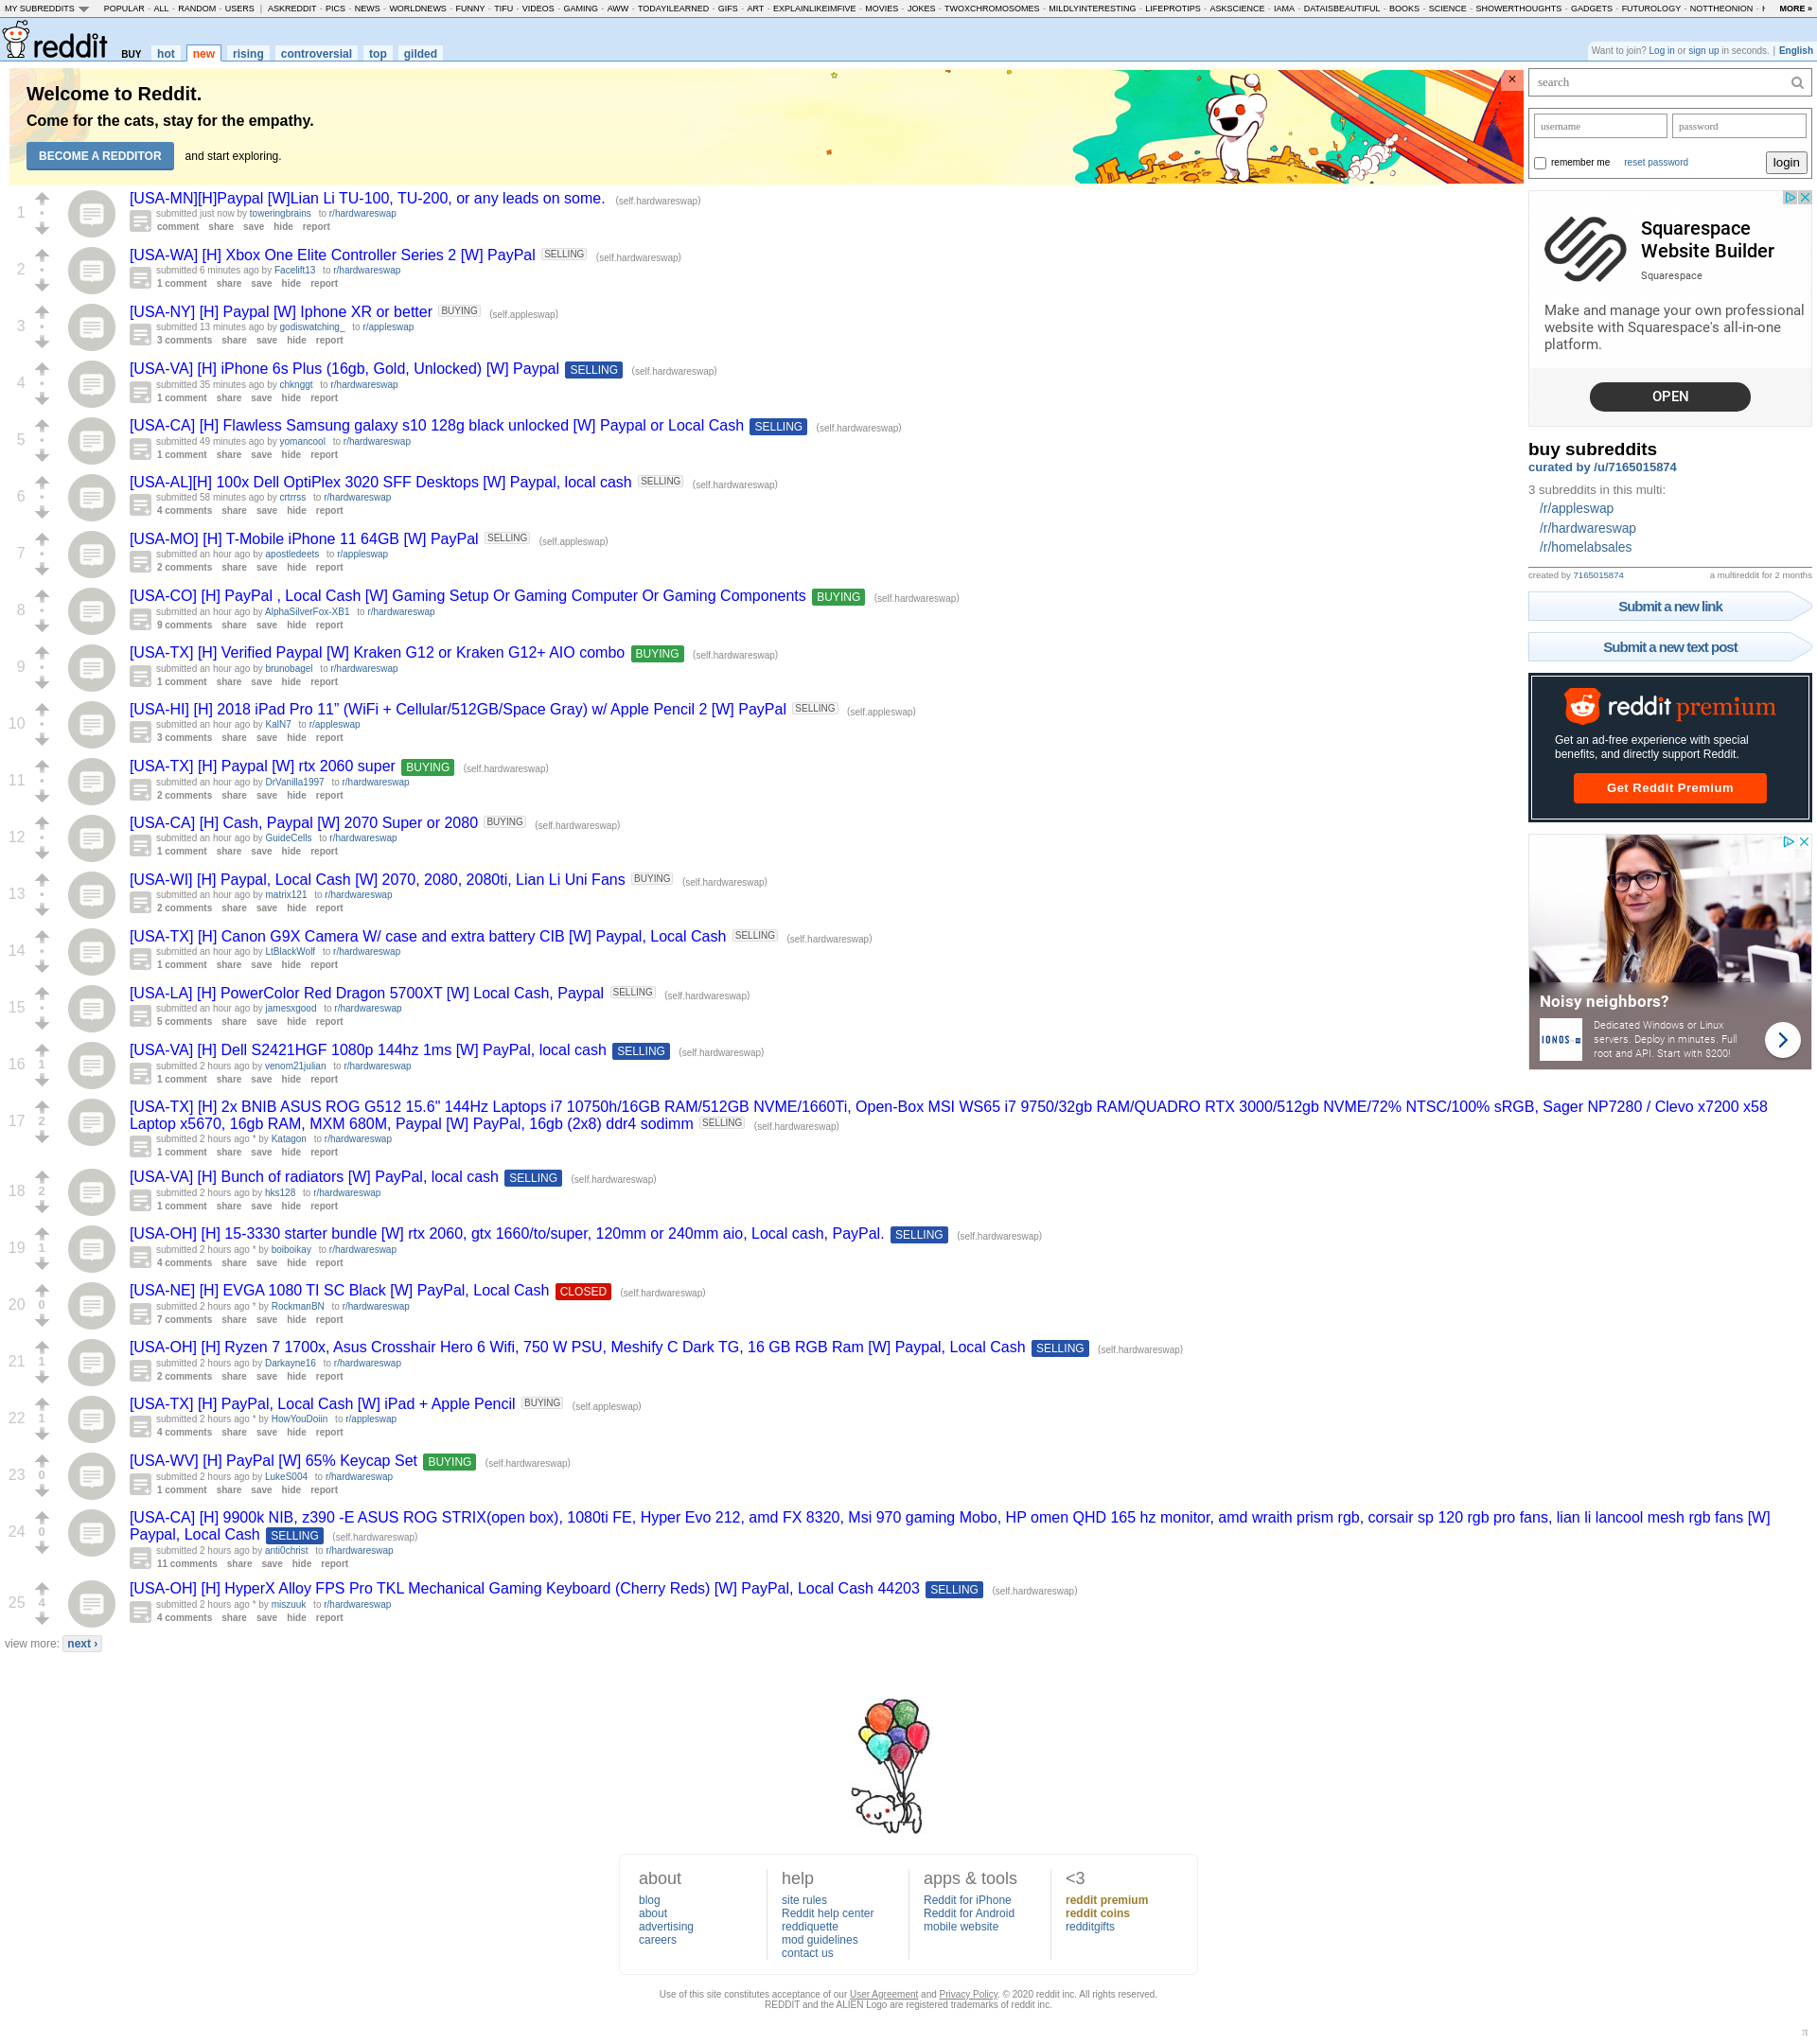 MY SUBREDDITS POPULAR - ALL - RANDOM - USERS | ASKREDDIT - PICS - NEWS - WORLDNEWS - FUNNY - TIFU - VIDEOS - GAMING - AWW - TODAYILEARNED - GIFS - ART - EXPLAINLIKEIMFIVE - MOVIES - JOKES - TWOXCHROMOSOMES - MILDLYINTERESTING - LIFEPROTIPS - ASKSCIENCE - IAMA - DATAISBEAUTIFUL - BOOKS - SCIENCE - SHOWERTHOUGHTS - GADGETS - FUTUROLOGY - NOTTHEONION - MORE »
reddit BUY hot new rising controversial top gilded
Want to join? Log in or sign up in seconds. | English
Welcome to Reddit.
Come for the cats, stay for the empathy.
BECOME A REDDITOR and start exploring.
1 [USA-MN][H]Paypal [W]Lian Li TU-100, TU-200, or any leads on some. (self.hardwareswap)
submitted just now by toweringbrains to r/hardwareswap
comment share save hide report
2 [USA-WA] [H] Xbox One Elite Controller Series 2 [W] PayPal SELLING (self.hardwareswap)
submitted 6 minutes ago by Facelift13 to r/hardwareswap
1 comment share save hide report
3 [USA-NY] [H] Paypal [W] Iphone XR or better BUYING (self.appleswap)
submitted 13 minutes ago by godiswatching_ to r/appleswap
3 comments share save hide report
4 [USA-VA] [H] iPhone 6s Plus (16gb, Gold, Unlocked) [W] Paypal SELLING (self.hardwareswap)
submitted 35 minutes ago by chknggt to r/hardwareswap
1 comment share save hide report
5 [USA-CA] [H] Flawless Samsung galaxy s10 128g black unlocked [W] Paypal or Local Cash SELLING (self.hardwareswap)
submitted 49 minutes ago by yomancool to r/hardwareswap
1 comment share save hide report
6 [USA-AL][H] 100x Dell OptiPlex 3020 SFF Desktops [W] Paypal, local cash SELLING (self.hardwareswap)
submitted 58 minutes ago by crtrrss to r/hardwareswap
4 comments share save hide report
7 [USA-MO] [H] T-Mobile iPhone 11 64GB [W] PayPal SELLING (self.appleswap)
submitted an hour ago by apostledeets to r/appleswap
2 comments share save hide report
8 [USA-CO] [H] PayPal , Local Cash [W] Gaming Setup Or Gaming Computer Or Gaming Components BUYING (self.hardwareswap)
submitted an hour ago by AlphaSilverFox-XB1 to r/hardwareswap
9 comments share save hide report
9 [USA-TX] [H] Verified Paypal [W] Kraken G12 or Kraken G12+ AIO combo BUYING (self.hardwareswap)
submitted an hour ago by brunobagel to r/hardwareswap
1 comment share save hide report
10 [USA-HI] [H] 2018 iPad Pro 11” (WiFi + Cellular/512GB/Space Gray) w/ Apple Pencil 2 [W] PayPal SELLING (self.appleswap)
submitted an hour ago by KalN7 to r/appleswap
3 comments share save hide report
11 [USA-TX] [H] Paypal [W] rtx 2060 super BUYING (self.hardwareswap)
submitted an hour ago by DrVanilla1997 to r/hardwareswap
2 comments share save hide report
12 [USA-CA] [H] Cash, Paypal [W] 2070 Super or 2080 BUYING (self.hardwareswap)
submitted an hour ago by GuideCells to r/hardwareswap
1 comment share save hide report
13 [USA-WI] [H] Paypal, Local Cash [W] 2070, 2080, 2080ti, Lian Li Uni Fans BUYING (self.hardwareswap)
submitted an hour ago by matrix121 to r/hardwareswap
2 comments share save hide report
14 [USA-TX] [H] Canon G9X Camera W/ case and extra battery CIB [W] Paypal, Local Cash SELLING (self.hardwareswap)
submitted an hour ago by LtBlackWolf to r/hardwareswap
1 comment share save hide report
15 [USA-LA] [H] PowerColor Red Dragon 5700XT [W] Local Cash, Paypal SELLING (self.hardwareswap)
submitted an hour ago by jamesxgood to r/hardwareswap
5 comments share save hide report
16 1 [USA-VA] [H] Dell S2421HGF 1080p 144hz 1ms [W] PayPal, local cash SELLING (self.hardwareswap)
submitted 2 hours ago by venom21julian to r/hardwareswap
1 comment share save hide report
17 2 [USA-TX] [H] 2x BNIB ASUS ROG G512 15.6" 144Hz Laptops i7 10750h/16GB RAM/512GB NVME/1660Ti, Open-Box MSI WS65 i7 9750/32gb RAM/QUADRO RTX 3000/512gb NVME/72% NTSC/100% sRGB, Sager NP7280 / Clevo x7200 x58
Laptop x5670, 16gb RAM, MXM 680M, Paypal [W] PayPal, 16gb (2x8) ddr4 sodimm SELLING (self.hardwareswap)
submitted 2 hours ago * by Katagon to r/hardwareswap
1 comment share save hide report
18 2 [USA-VA] [H] Bunch of radiators [W] PayPal, local cash SELLING (self.hardwareswap)
submitted 2 hours ago by hks128 to r/hardwareswap
1 comment share save hide report
19 1 [USA-OH] [H] 15-3330 starter bundle [W] rtx 2060, gtx 1660/to/super, 120mm or 240mm aio, Local cash, PayPal. SELLING (self.hardwareswap)
submitted 2 hours ago * by boiboikay to r/hardwareswap
4 comments share save hide report
20 0 [USA-NE] [H] EVGA 1080 TI SC Black [W] PayPal, Local Cash CLOSED (self.hardwareswap)
submitted 2 hours ago * by RockmanBN to r/hardwareswap
7 comments share save hide report
21 1 [USA-OH] [H] Ryzen 7 1700x, Asus Crosshair Hero 6 Wifi, 750 W PSU, Meshify C Dark TG, 16 GB RGB Ram [W] Paypal, Local Cash SELLING (self.hardwareswap)
submitted 2 hours ago by Darkayne16 to r/hardwareswap
2 comments share save hide report
22 1 [USA-TX] [H] PayPal, Local Cash [W] iPad + Apple Pencil BUYING (self.appleswap)
submitted 2 hours ago * by HowYouDoiin to r/appleswap
4 comments share save hide report
23 0 [USA-WV] [H] PayPal [W] 65% Keycap Set BUYING (self.hardwareswap)
submitted 2 hours ago by LukeS004 to r/hardwareswap
1 comment share save hide report
24 0 [USA-CA] [H] 9900k NIB, z390 -E ASUS ROG STRIX(open box), 1080ti FE, Hyper Evo 212, amd FX 8320, Msi 970 gaming Mobo, HP omen QHD 165 hz monitor, amd wraith prism rgb, corsair sp 120 rgb pro fans, lian li lancool mesh rgb fans [W]
Paypal, Local Cash SELLING (self.hardwareswap)
submitted 2 hours ago by anti0christ to r/hardwareswap
11 comments share save hide report
25 4 [USA-OH] [H] HyperX Alloy FPS Pro TKL Mechanical Gaming Keyboard (Cherry Reds) [W] PayPal, Local Cash 44203 SELLING (self.hardwareswap)
submitted 2 hours ago * by miszuuk to r/hardwareswap
4 comments share save hide report
view more: next ›
search
username password
remember me reset password login
Squarespace
Website Builder
Squarespace
Make and manage your own personal
website with Squarespace's all-in-one
platform.
OPEN
buy subreddits
curated by /u/7165015874
3 subreddits in this multi:
/r/appleswap
/r/hardwareswap
/r/homelabsales
created by 7165015874 a multireddit for 2 months
Submit a new link
Submit a new text post
reddit premium
Get an ad-free experience with special
benefits, and directly support Reddit.
Get Reddit Premium
Noisy neighbors?
IONOS
Dedicated Windows or Linux
servers. Deploy in minutes. Full
root and API. Start with $200!
about
blog
about
advertising
careers
help
site rules
Reddit help center
reddiquette
mod guidelines
contact us
apps & tools
Reddit for iPhone
Reddit for Android
mobile website
<3
reddit premium
reddit coins
redditgifts
Use of this site constitutes acceptance of our User Agreement and Privacy Policy. © 2020 reddit inc. All rights reserved.
REDDIT and the ALIEN Logo are registered trademarks of reddit inc.
π